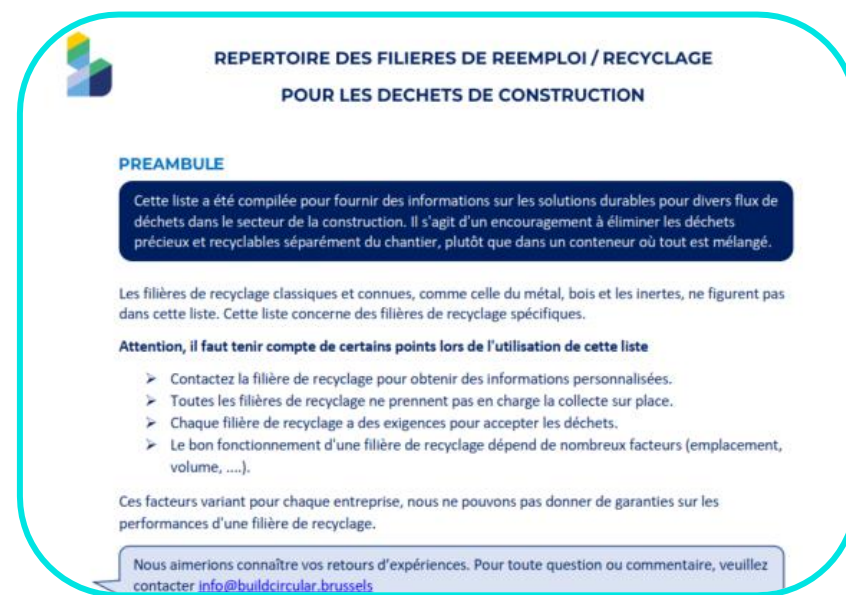 REPERTOIRE DES FILIERES DE REEMPLOI / RECYCLAGE
POUR LES DECHETS DE CONSTRUCTION
PREAMBULE
Cette liste a été compilée pour fournir des informations sur les solutions durables pour divers flux de
déchets dans le secteur de la construction. Il s'agit d'un encouragement à éliminer les déchets
précieux et recyclables séparément du chantier, plutôt que dans un conteneur où tout est mélangé.
Les filières de recyclage classiques et connues, comme celle du métal, bois et les inertes, ne figurent pas
dans cette liste. Cette liste concerne des filières de recyclage spécifiques.
Attention, il faut tenir compte de certains points lors de l'utilisation de cette liste
➢ Contactez la filière de recyclage pour obtenir des informations personnalisées.
➢ Toutes les filières de recyclage ne prennent pas en charge la collecte sur place.
➢ Chaque filière de recyclage a des exigences pour accepter les déchets.
➢ Le bon fonctionnement d'une filière de recyclage dépend de nombreux facteurs (emplacement,
volume, ....).
Ces facteurs variant pour chaque entreprise, nous ne pouvons pas donner de garanties sur les
performances d'une filière de recyclage.
Nous aimerions connaître vos retours d'expériences. Pour toute question ou commentaire, veuillez
contacter info@buildcircular.brussels